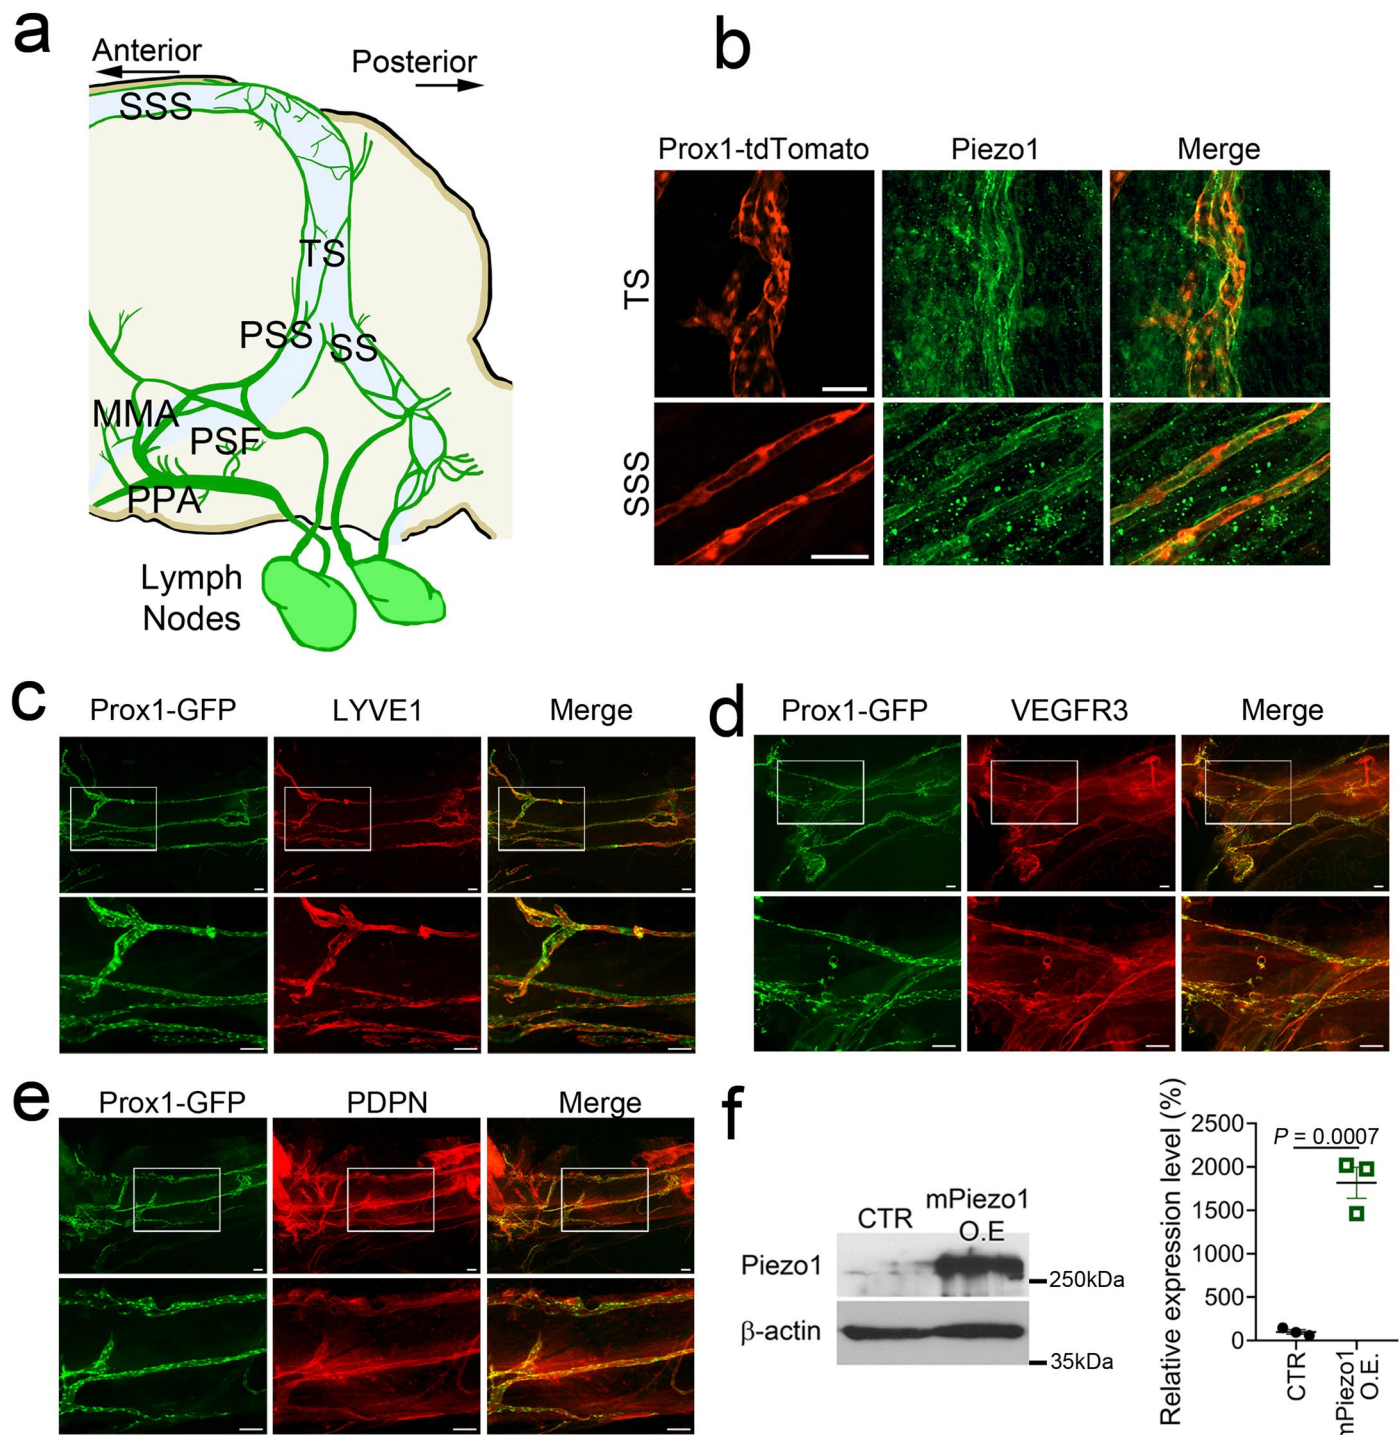 a
Anterior
Posterior
SSS
TS
PSS
SS
MMA
PSF
PPA
Lymph
Nodes
b
Prox1-tdTomato Piezo1 Merge
TS
SSS
c
Prox1-GFP LYVE1 Merge
d
Prox1-GFP VEGFR3 Merge
e
Prox1-GFP PDPN Merge
f
CTR
mPiezo1
O.E
Piezo1
250kDa
β-actin
35kDa
Relative expression level (%)
2500
2000
1500
1000
500
0
P = 0.0007
CTR
mPiezo1
O.E.